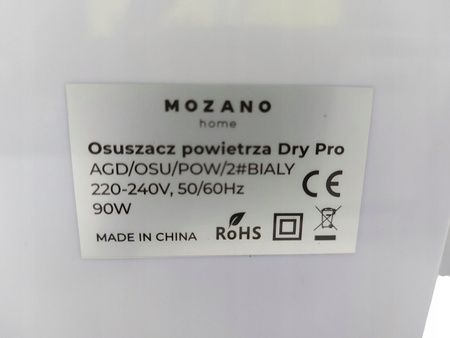 MOZANO
home
Osuszacz powietrza Dry Pro
AGD/OSU/POW/2#BIALY
220-240V, 50/60Hz
90W
CE
MADE IN CHINA
RoHS